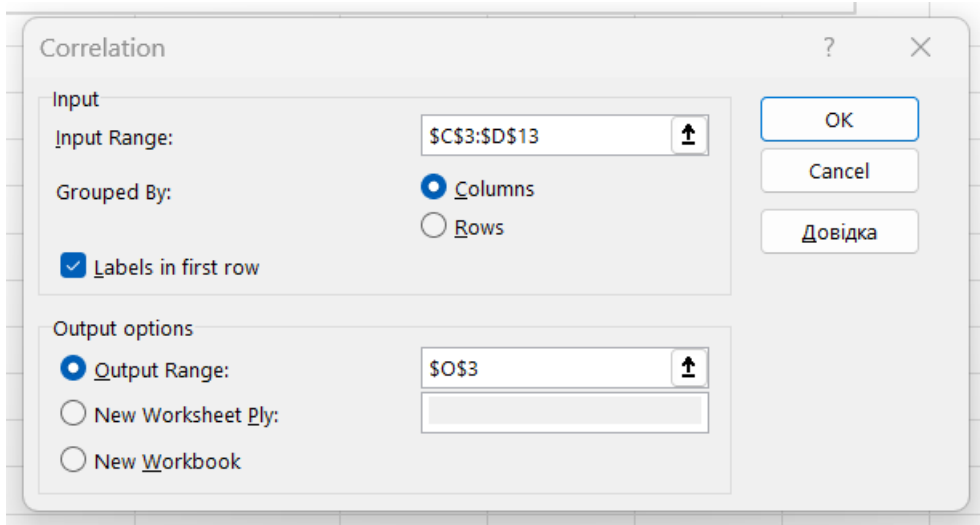 Correlation ?
Input
Input Range: $C$3:$D$13
OK
Grouped By: Columns
Cancel
Rows
Довідка
Labels in first row
Output options
Output Range: $O$3
New Worksheet Ply:
New Workbook